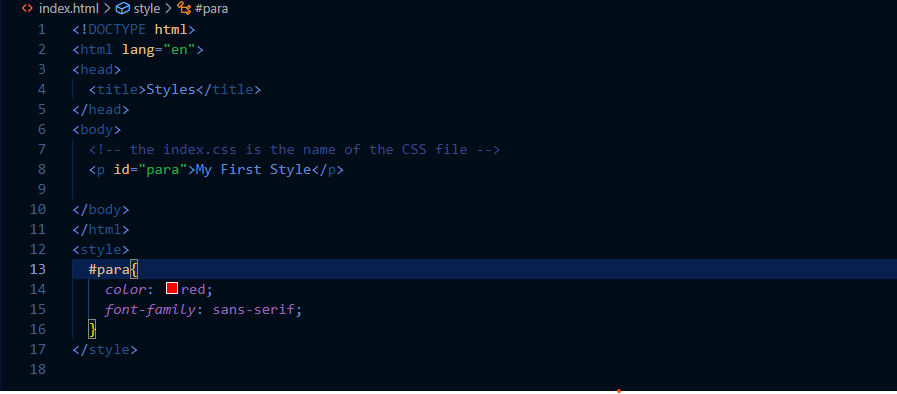 index.html > style > #para
1 <!DOCTYPE html>
2 <html lang="en">
3 <head>
4 <title>Styles</title>
5 </head>
6 <body>
7 <!-- the index.css is the name of the CSS file -->
8 <p id="para">My First Style</p>
9
10 </body>
11 </html>
12 <style>
13 #para{
14 color: red;
15 font-family: sans-serif;
16 }
17 </style>
18